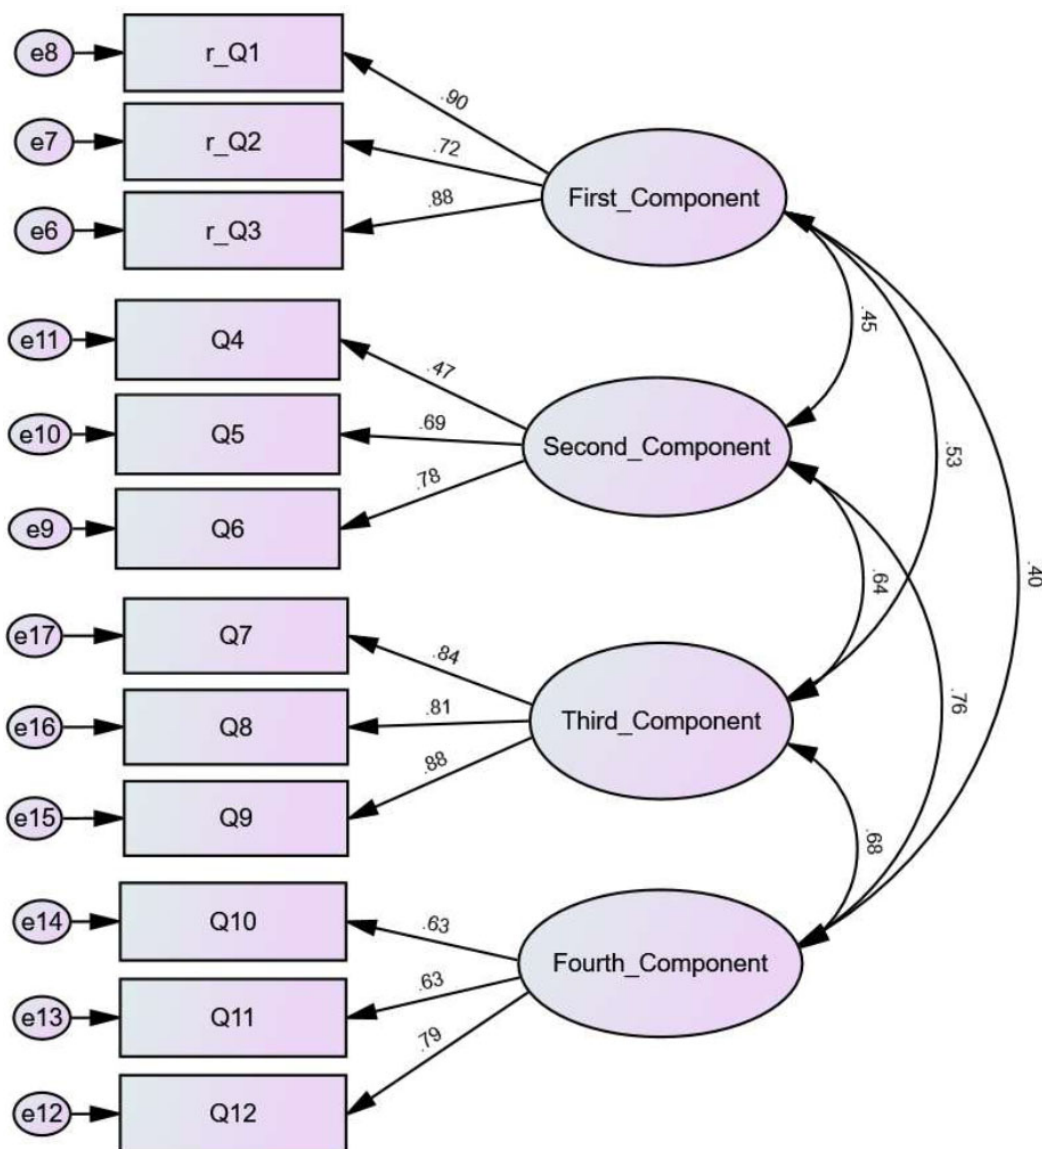 e8
r_Q1
.90
e7
r_Q2
.72
First_Component
e6
r_Q3
.88
.45
e11
Q4
.47
e10
Q5
.69
Second_Component
.53
e9
Q6
.78
.64
.40
e17
Q7
.84
e16
Q8
.81
Third_Component
.76
e15
Q9
.88
.68
e14
Q10
.63
Fourth_Component
e13
Q11
.63
e12
Q12
.79